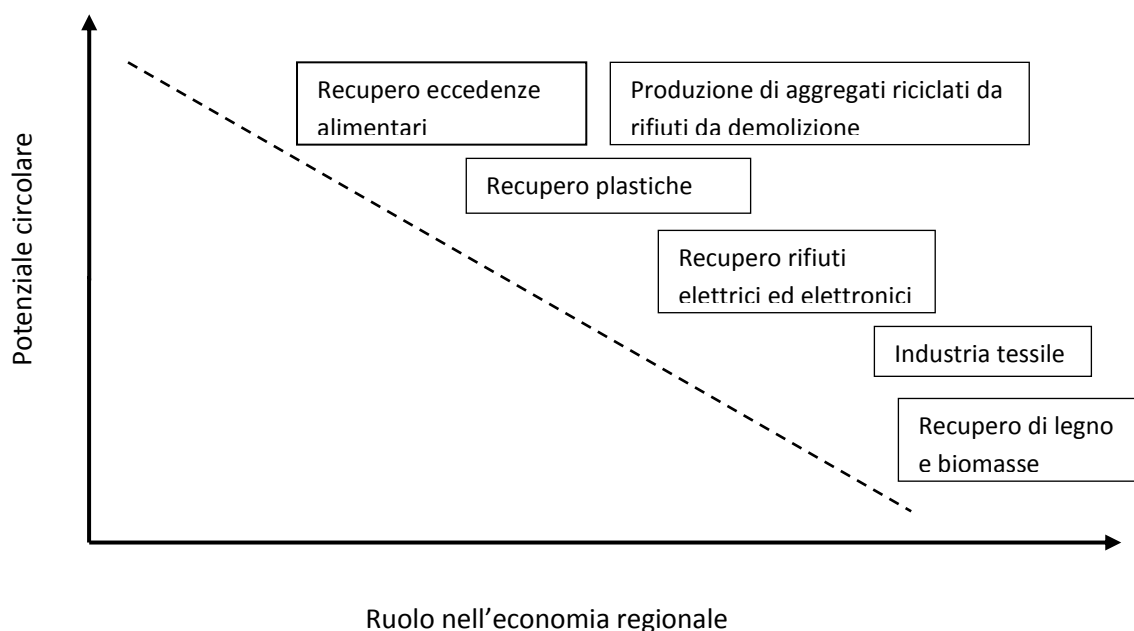 Potenziale circolare
Recupero eccedenze
alimentari
Produzione di aggregati riciclati da
rifiuti da demolizione
Recupero plastiche
Recupero rifiuti
elettrici ed elettronici
Industria tessile
Recupero di legno
e biomasse
Ruolo nell’economia regionale